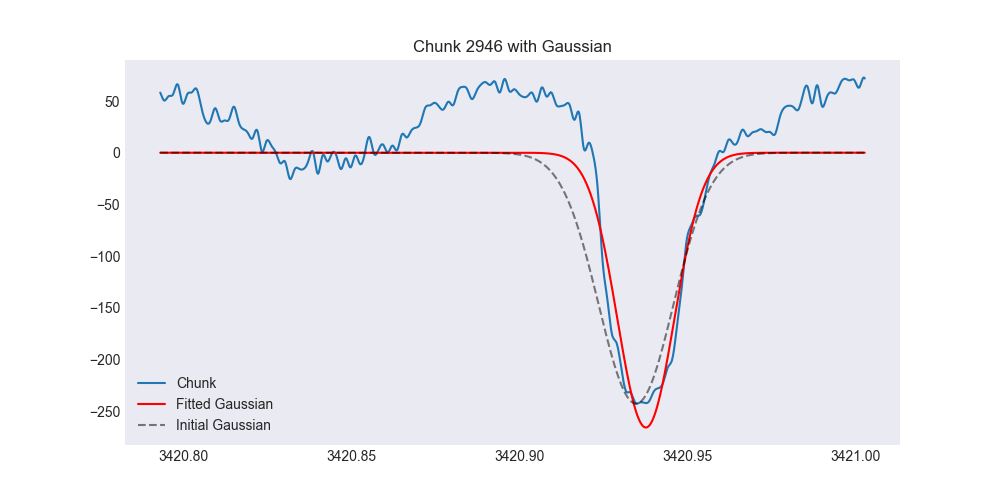 Chunk 2946 with Gaussian
50
0
−50
−100
−150
−200
−250
Chunk
Fitted Gaussian
Initial Gaussian
3420.80 3420.85 3420.90 3420.95 3421.00